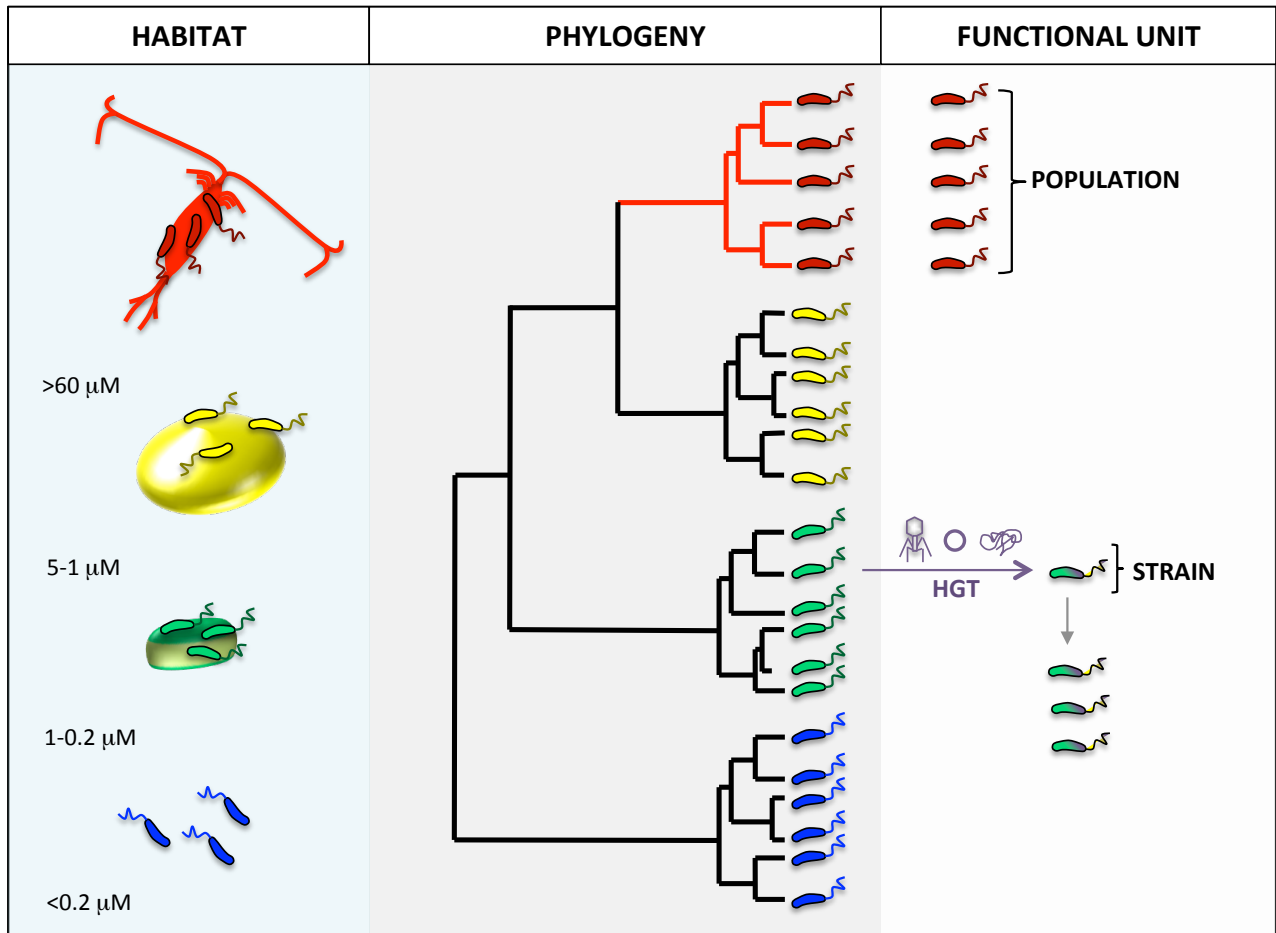 HABITAT
PHYLOGENY
FUNCTIONAL UNIT
POPULATION
>60 μM
5-1 μM
HGT
STRAIN
1-0.2 μM
<0.2 μM